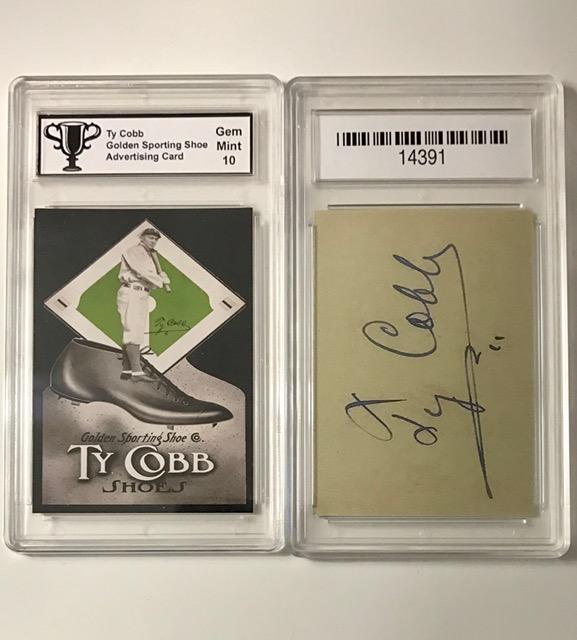 Ty Cobb
Golden Sporting Shoe
Advertising Card
Gem
Mint
10
Ty Cobb
Golden Sporting Shoe Co.
TY COBB
SHOES
14391
Ty Cobb